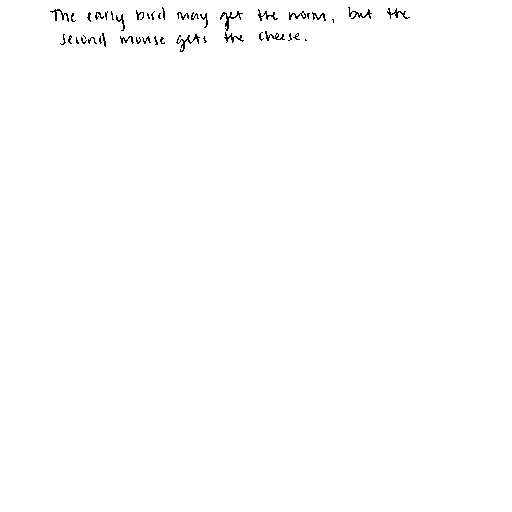 The early bird may get the worm, but the
second mouse gets the cheese.